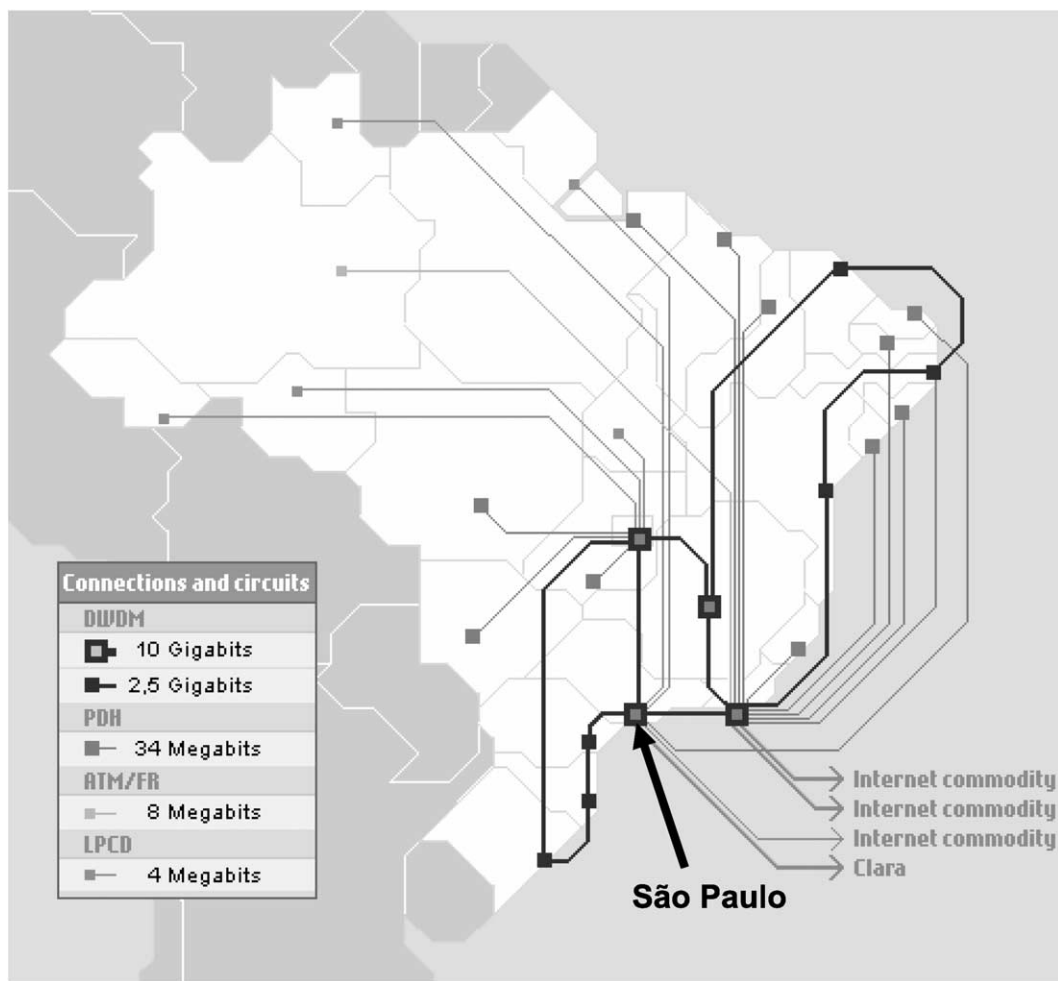 Connections and circuits
DWDM
10 Gigabits
2,5 Gigabits
PDH
34 Megabits
ATM/FR
8 Megabits
LPCD
4 Megabits
Internet commodity
Internet commodity
Internet commodity
Clara
São Paulo